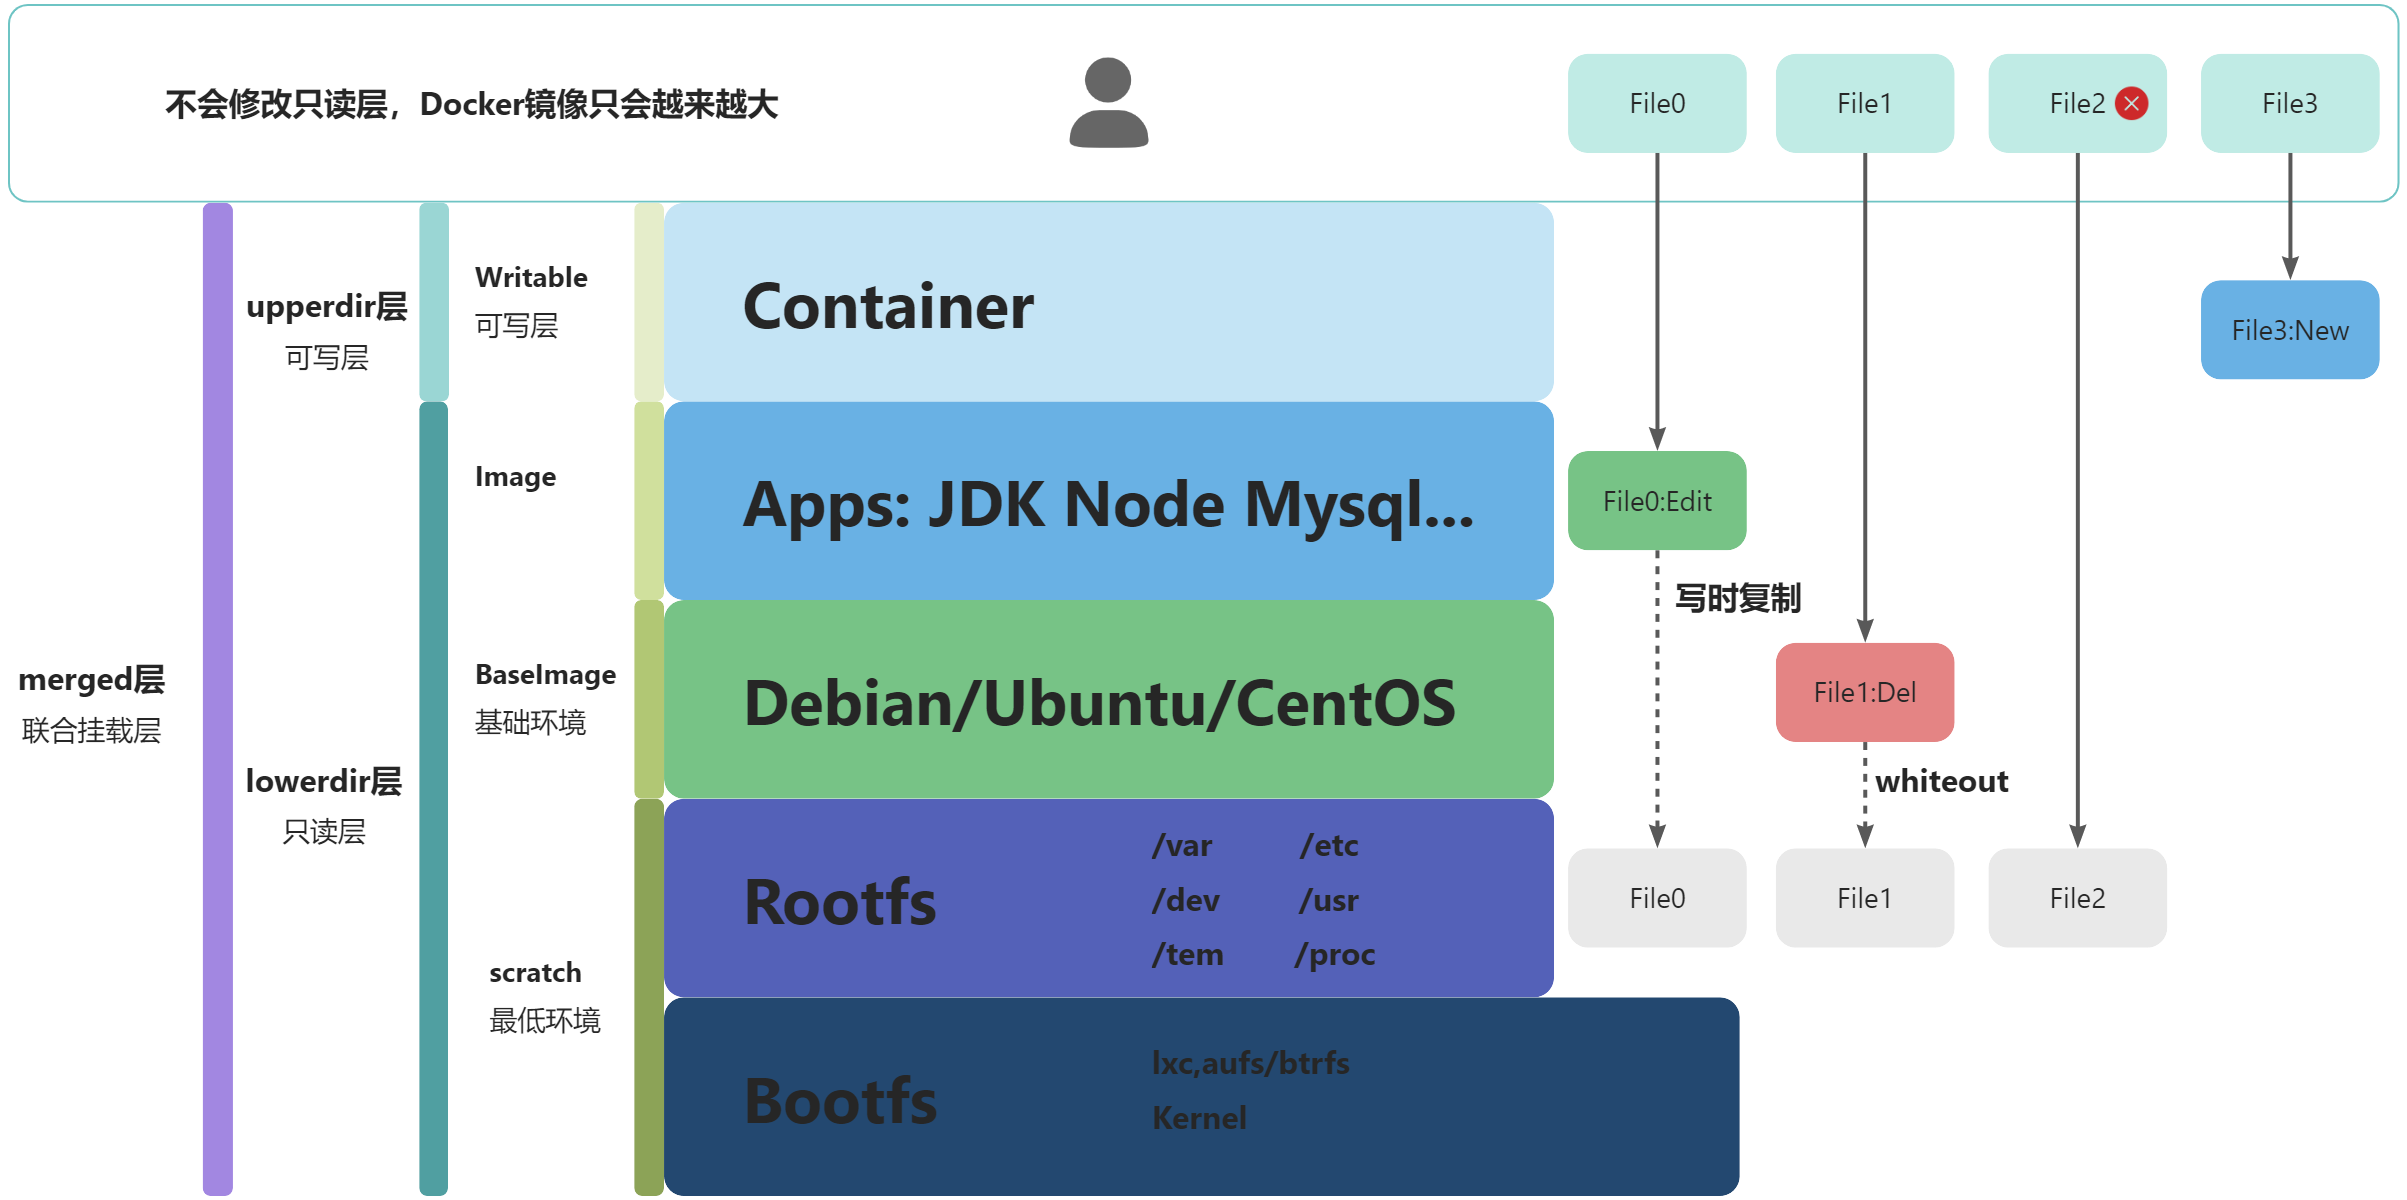 不会修改只读层，Docker镜像只会越来越大
File0
File1
File2
File3
merged层
联合挂载层
upperdir层
可写层
lowerdir层
只读层
Writable
可写层
Image
BaseImage
基础环境
scratch
最低环境
Container
Apps: JDK Node Mysql...
Debian/Ubuntu/CentOS
Rootfs
/var /etc
/dev /usr
/tem /proc
Bootfs
lxc,aufs/btrfs
Kernel
File3:New
File0:Edit
写时复制
File1:Del
whiteout
File0
File1
File2